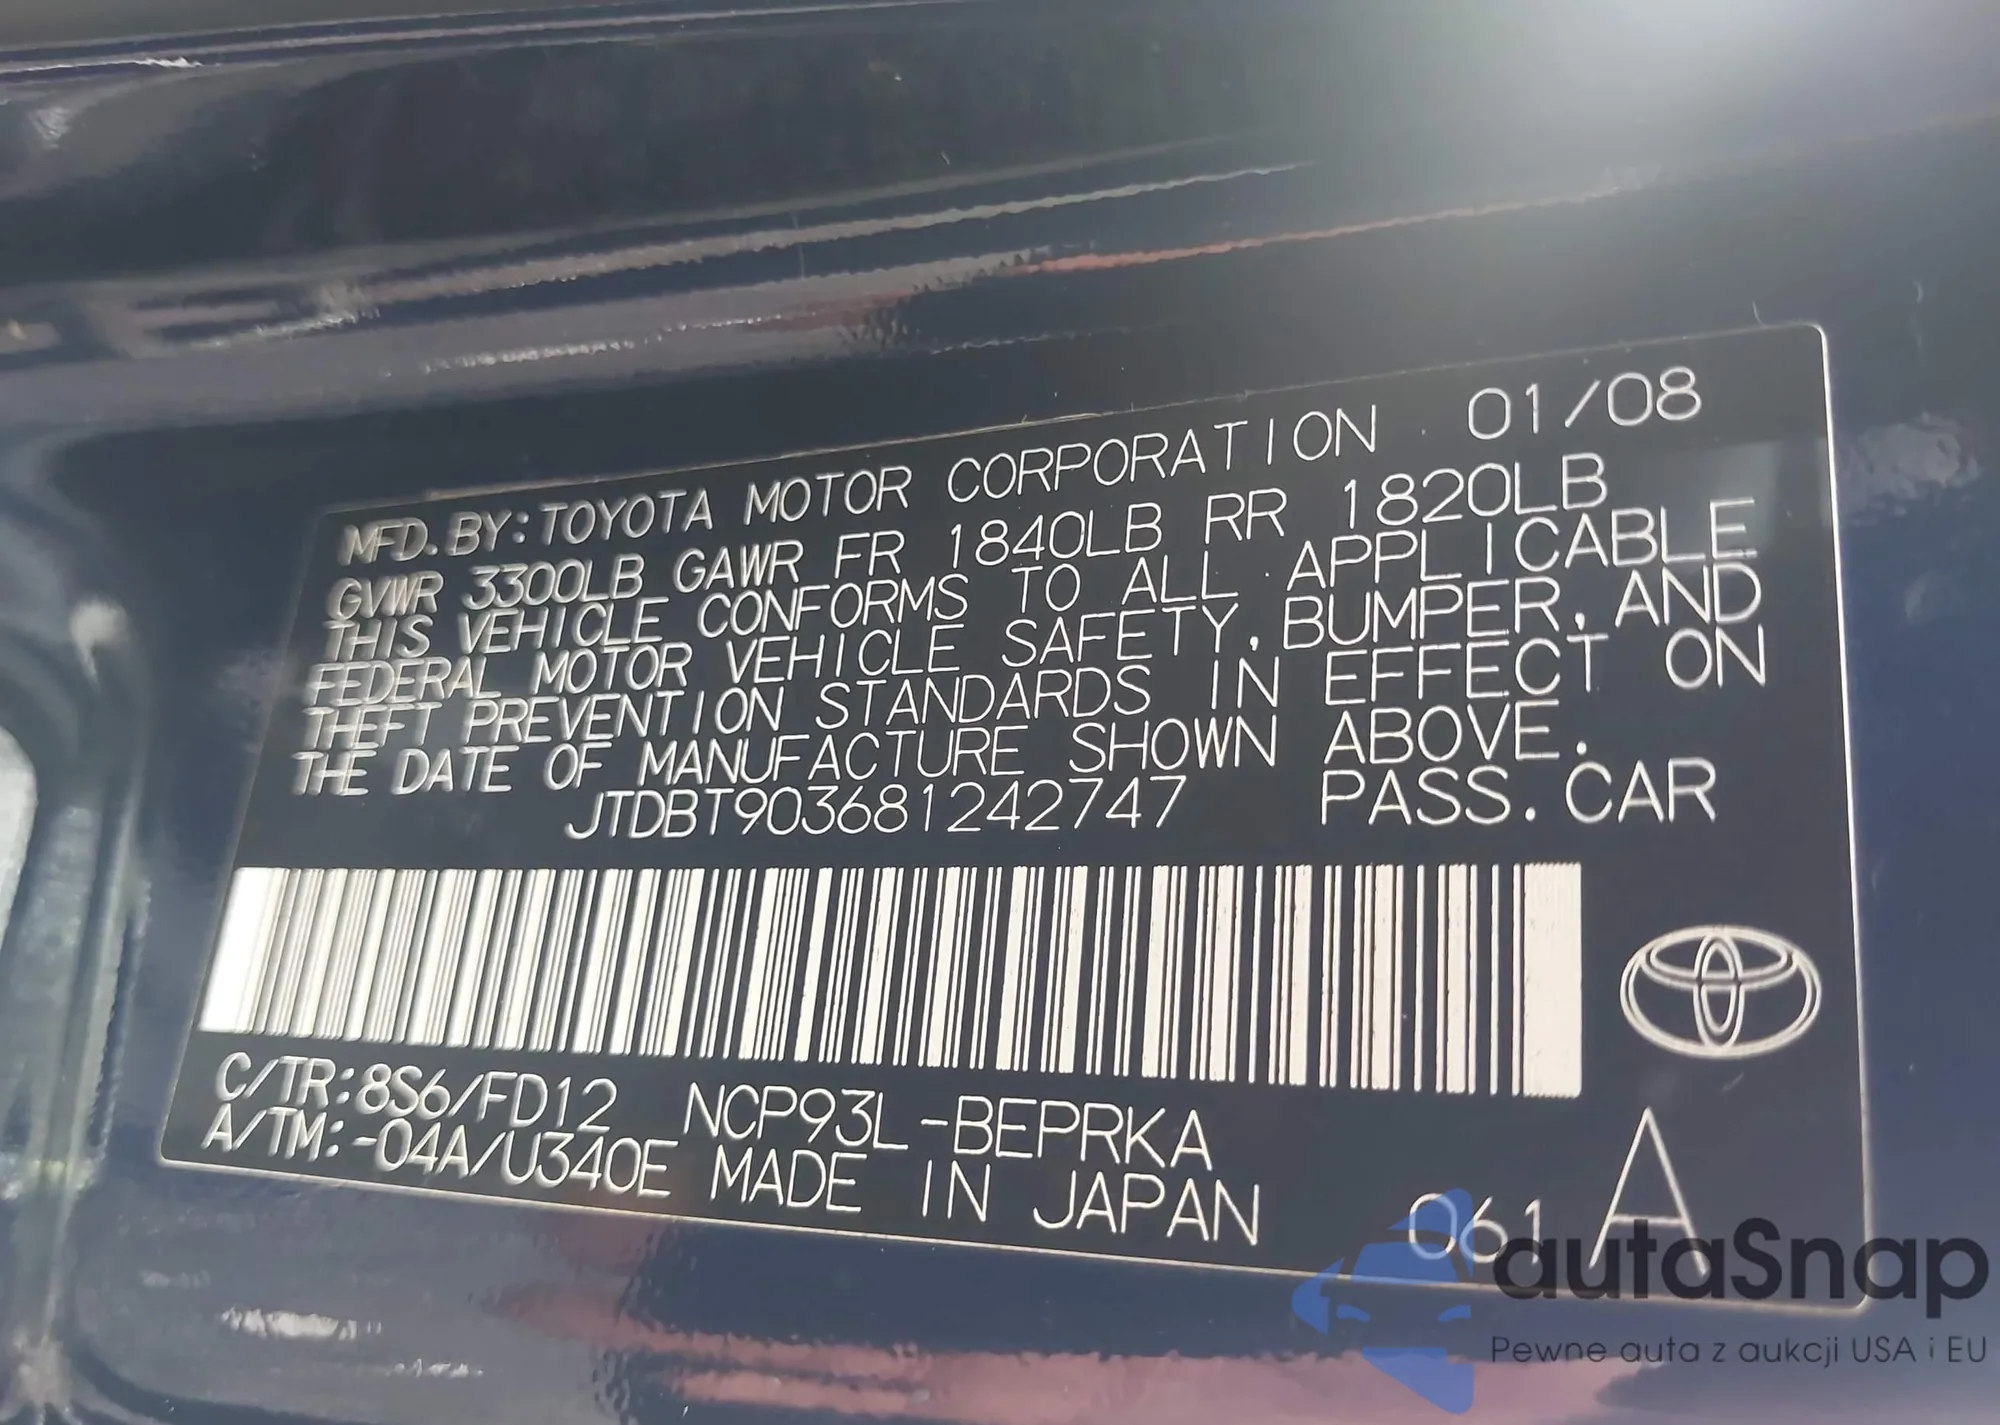 MFD. BY: TOYOTA MOTOR CORPORATION 01/08
GVWR 3300LB GAWR FR 1840LB RR 1820LB
THIS VEHICLE CONFORMS TO ALL APPLICABLE
FEDERAL MOTOR VEHICLE SAFETY, BUMPER, AND
THEFT PREVENTION STANDARDS IN EFFECT ON
THE DATE OF MANUFACTURE SHOWN ABOVE.
JTDBT903681242747 PASS. CAR
C/TR: 8S6/FD12 NCP93L-BEPRKA
A/TM: -04A/U340E MADE IN JAPAN
061 A
autaSnap
Pewne auta z aukcji USA i EU